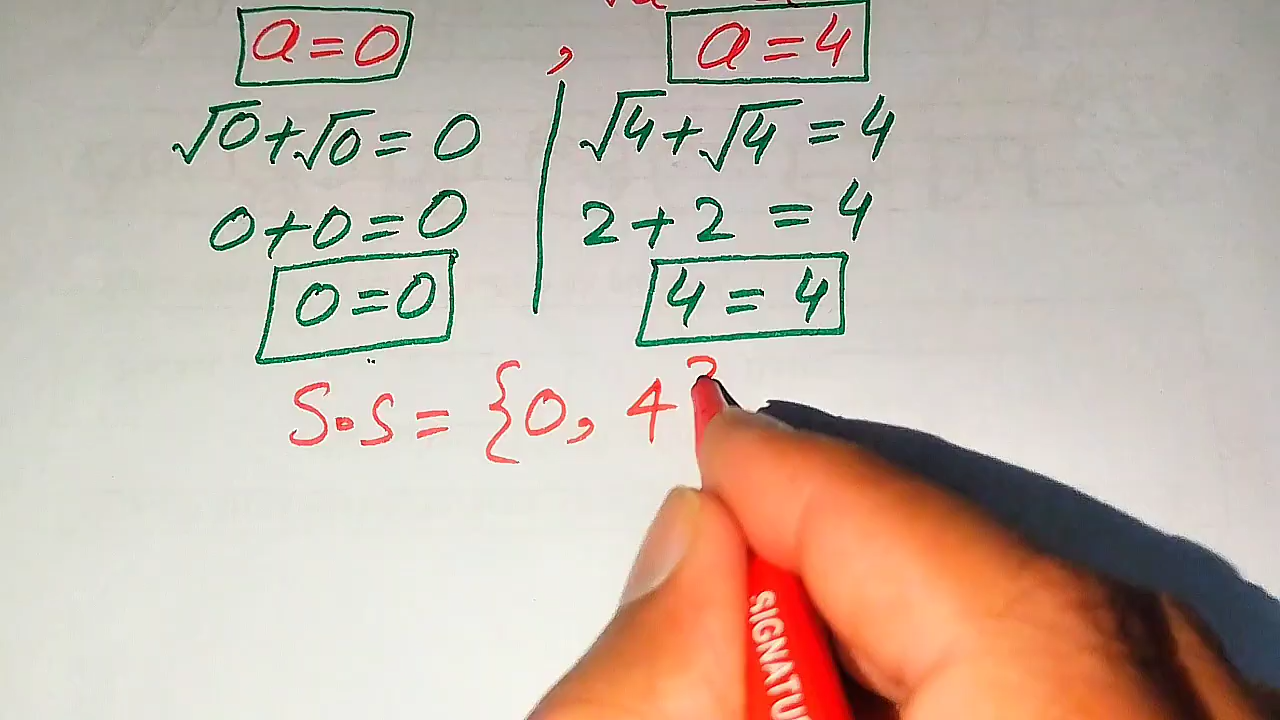 a=0 , a=4
√0+√0=0 √4+√4=4
0+0=0 2+2=4
0=0 4=4
S.S={0, 4}
SIGNATU